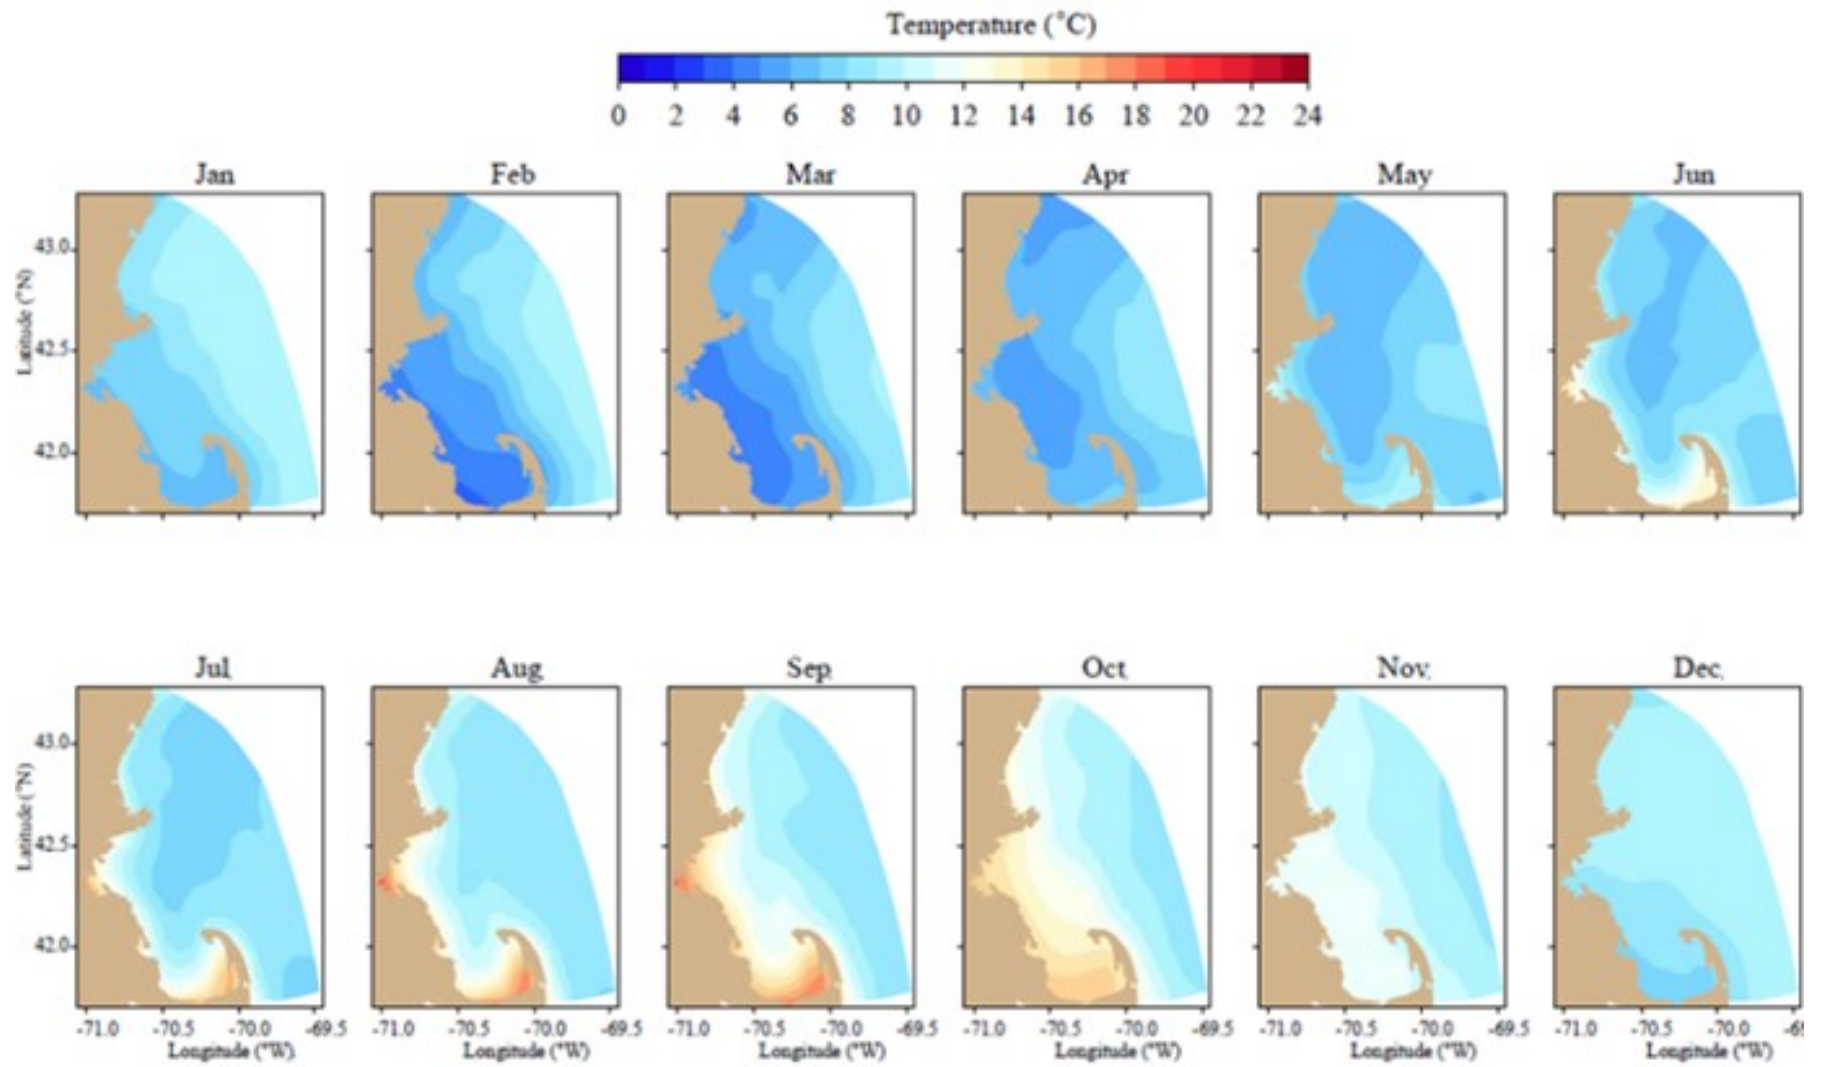 Temperature (°C)
0 2 4 6 8 10 12 14 16 18 20 22 24
Jan Feb Mar Apr May Jun
Latitude (°N)
43.0
42.5
42.0
Jul Aug Sep Oct Nov Dec
Latitude (°N)
43.0
42.5
42.0
-71.0 -70.5 -70.0 -69.5 -71.0 -70.5 -70.0 -69.5 -71.0 -70.5 -70.0 -69.5 -71.0 -70.5 -70.0 -69.5 -71.0 -70.5 -70.0 -69.5 -71.0 -70.5 -70.0
Longitude (°W) Longitude (°W) Longitude (°W) Longitude (°W) Longitude (°W) Longitude (°W)